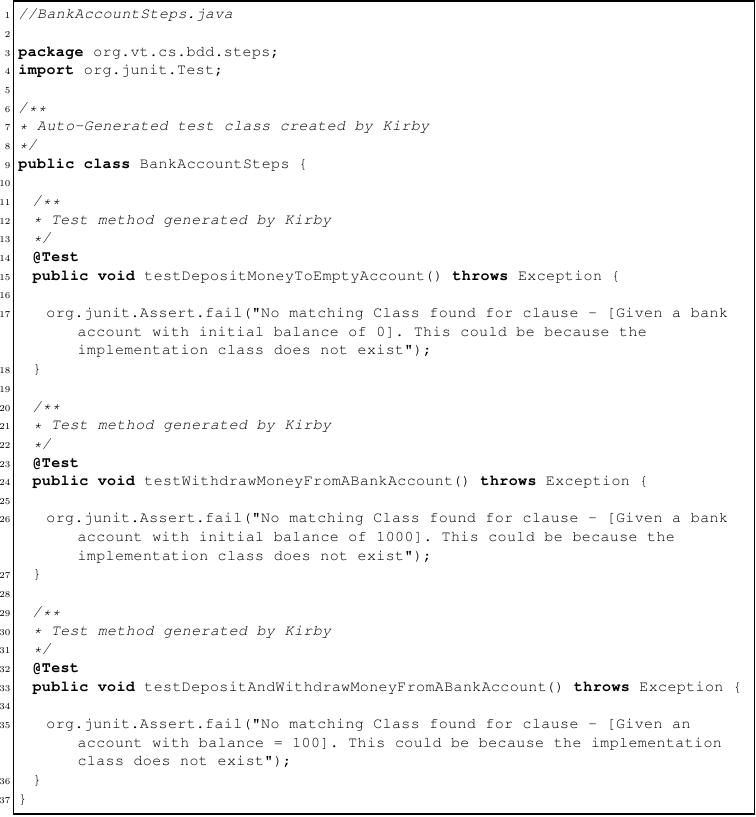 1 //BankAccountSteps.java
2
3 package org.vt.cs.bdd.steps;
4 import org.junit.Test;
5
6 /**
7 * Auto-Generated test class created by Kirby
8 */
9 public class BankAccountSteps {
10
11 /**
12 * Test method generated by Kirby
13 */
14 @Test
15 public void testDepositMoneyToEmptyAccount() throws Exception {
16
17 org.junit.Assert.fail("No matching Class found for clause - [Given a bank
account with initial balance of 0]. This could be because the
implementation class does not exist");
18 }
19
20 /**
21 * Test method generated by Kirby
22 */
23 @Test
24 public void testWithdrawMoneyFromABankAccount() throws Exception {
25
26 org.junit.Assert.fail("No matching Class found for clause - [Given a bank
account with initial balance of 1000]. This could be because the
implementation class does not exist");
27 }
28
29 /**
30 * Test method generated by Kirby
31 */
32 @Test
33 public void testDepositAndWithdrawMoneyFromABankAccount() throws Exception {
34
35 org.junit.Assert.fail("No matching Class found for clause - [Given an
account with balance = 100]. This could be because the implementation
class does not exist");
36 }
37 }